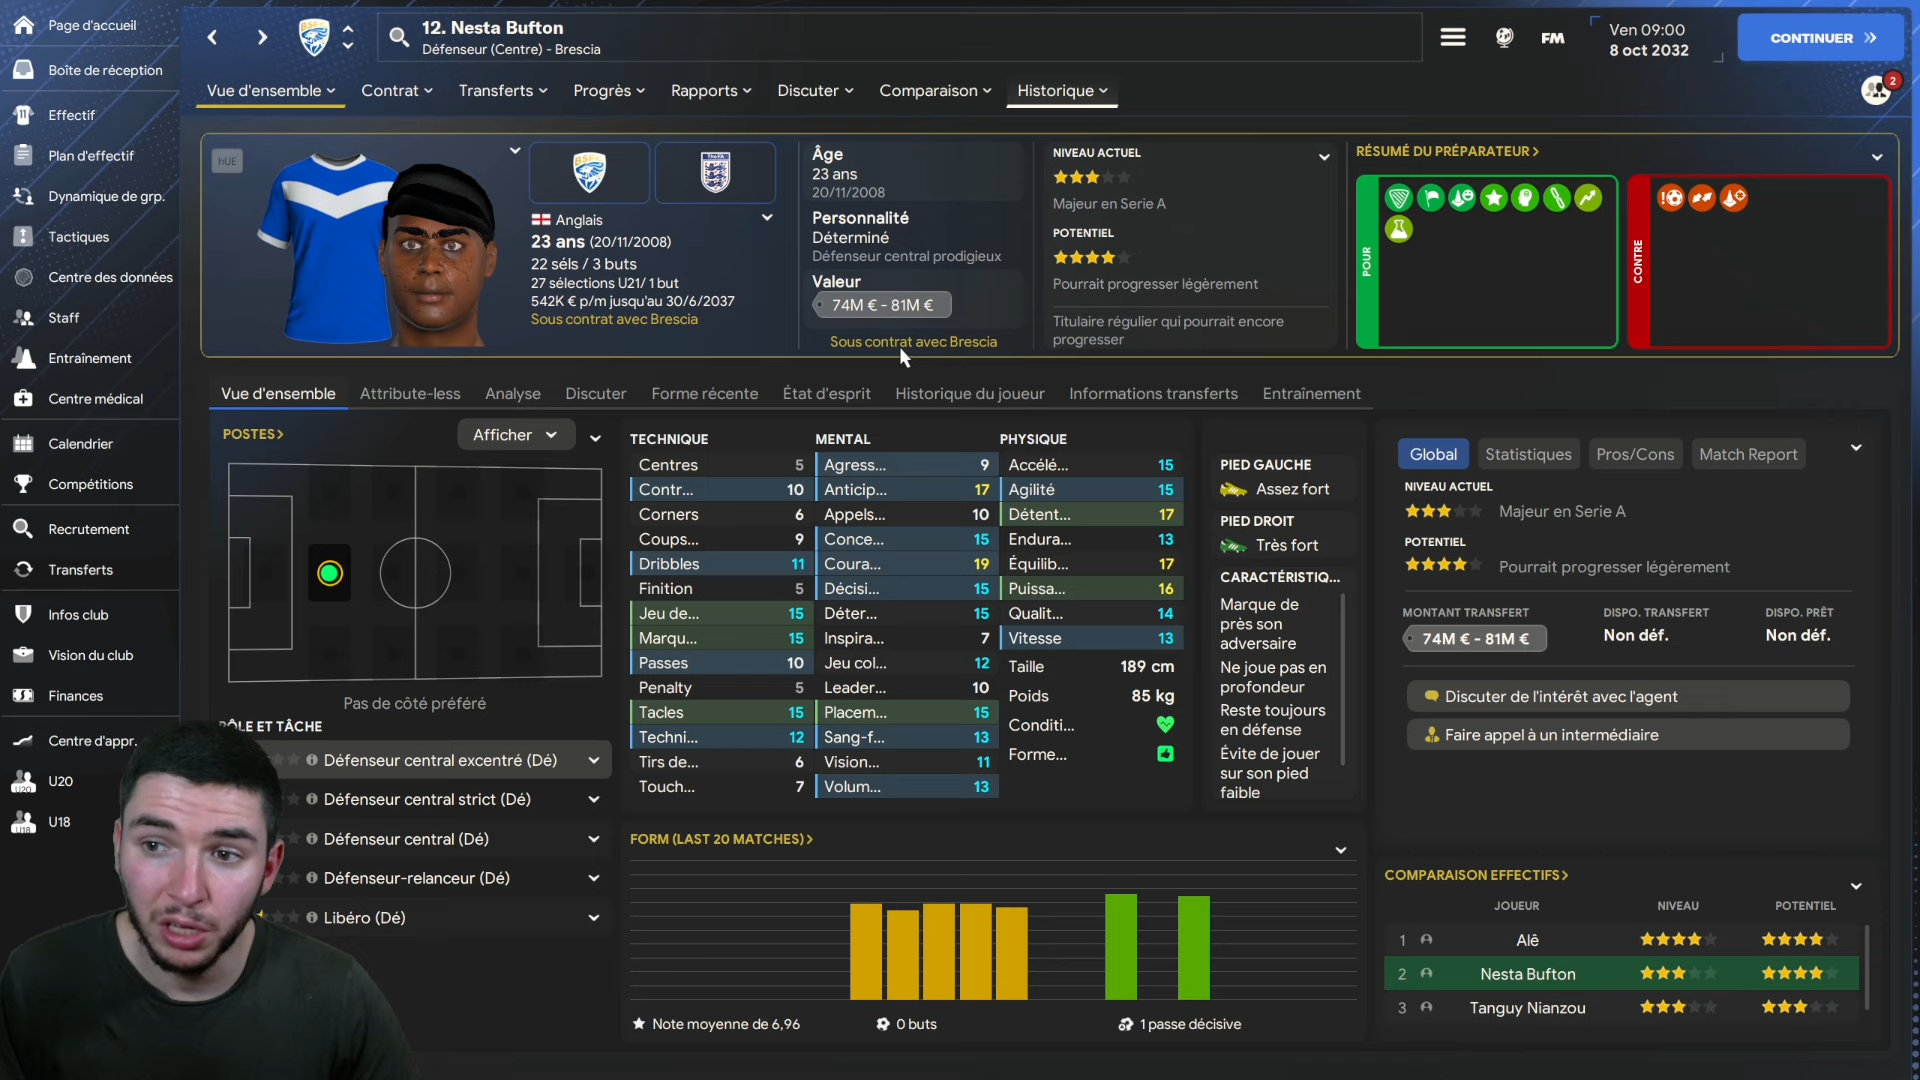 Page d'accueil
Boîte de réception
Effectif
Plan d'effectif
Dynamique de grp.
Tactiques
Centre des données
Staff
Entraînement
Centre médical
Calendrier
Compétitions
Recrutement
Transferts
Infos club
Vision du club
Finances
Centre d'appr.
U20
U18
12. Nesta Bufton
Défenseur (Centre) - Brescia
FM
Ven 09:00
8 oct 2032
CONTINUER
2
Vue d'ensemble
Contrat
Transferts
Progrès
Rapports
Discuter
Comparaison
Historique
hUE
Anglais
23 ans (20/11/2008)
22 séls / 3 buts
27 sélections U21/ 1 but
542K € p/m jusqu'au 30/6/2037
Sous contrat avec Brescia
Âge
23 ans
20/11/2008
Personnalité
Déterminé
Défenseur central prodigieux
Valeur
74M € - 81M €
Sous contrat avec Brescia
NIVEAU ACTUEL
Majeur en Serie A
POTENTIEL
Pourrait progresser légèrement
Titulaire régulier qui pourrait encore
progresser
RÉSUMÉ DU PRÉPARATEUR >
POUR
CONTRE
Vue d'ensemble
Attribute-less
Analyse
Discuter
Forme récente
État d'esprit
Historique du joueur
Informations transferts
Entraînement
POSTES >
Afficher
Pas de côté préféré
ÔLE ET TÂCHE
Défenseur central excentré (Dé)
Défenseur central strict (Dé)
Défenseur central (Dé)
Défenseur-relanceur (Dé)
Libéro (Dé)
TECHNIQUE
Centres 5
Contr... 10
Corners 6
Coups... 9
Dribbles 11
Finition 5
Jeu de... 15
Marqu... 15
Passes 10
Penalty 5
Tacles 15
Techni... 12
Tirs de... 6
Touch... 7
MENTAL
Agress... 9
Anticip... 17
Appels... 10
Conce... 15
Coura... 19
Décisi... 15
Déter... 15
Inspira... 7
Jeu col... 12
Leader... 10
Placem... 15
Sang-f... 13
Vision... 11
Volum... 13
PHYSIQUE
Accélé... 15
Agilité 15
Détent... 17
Endura... 13
Équilib... 17
Puissa... 16
Qualit... 14
Vitesse 13
Taille 189 cm
Poids 85 kg
Conditi...
Forme...
PIED GAUCHE
Assez fort
PIED DROIT
Très fort
CARACTÉRISTIQ...
Marque de
près son
adversaire
Ne joue pas en
profondeur
Reste toujours
en défense
Évite de jouer
sur son pied
faible
FORM (LAST 20 MATCHES) >
Note moyenne de 6,96
0 buts
1 passe décisive
Global
Statistiques
Pros/Cons
Match Report
NIVEAU ACTUEL
Majeur en Serie A
POTENTIEL
Pourrait progresser légèrement
MONTANT TRANSFERT
74M € - 81M €
DISPO. TRANSFERT
Non déf.
DISPO. PRÊT
Non déf.
Discuter de l'intérêt avec l'agent
Faire appel à un intermédiaire
COMPARAISON EFFECTIFS >
JOUEUR NIVEAU POTENTIEL
1 Alê
2 Nesta Bufton
3 Tanguy Nianzou